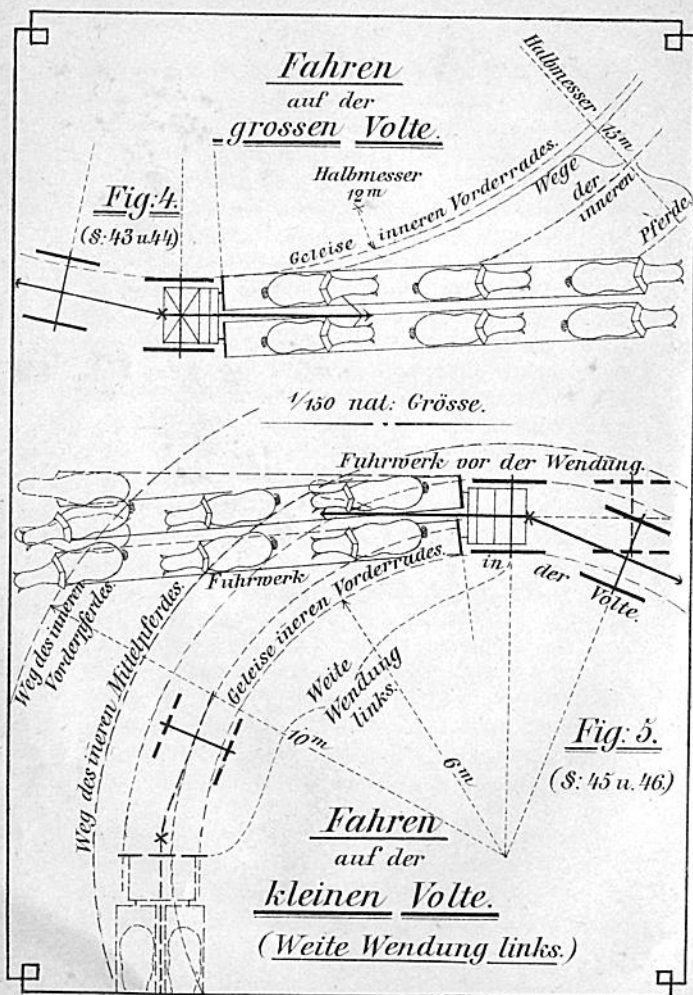 Fahren
auf der
grossen Volte.
Halbmesser 15 m
Halbmesser
12 m
Fig: 4.
(§: 43 u. 44)
Geleise inneren Vorderrades.
Wege der inneren Pferde.
1/150 nat: Grösse.
Fuhrwerk vor der Wendung.
Fuhrwerk in der Volte.
Weg des inneren
Vorderpferdes.
Weg des ineren Mittelpferdes.
Geleise ineren Vorderrades.
Weite
Wendung
links.
10 m
6 m
Fig: 5.
(§: 45 u. 46.)
Fahren
auf der
kleinen Volte.
(Weite Wendung links.)